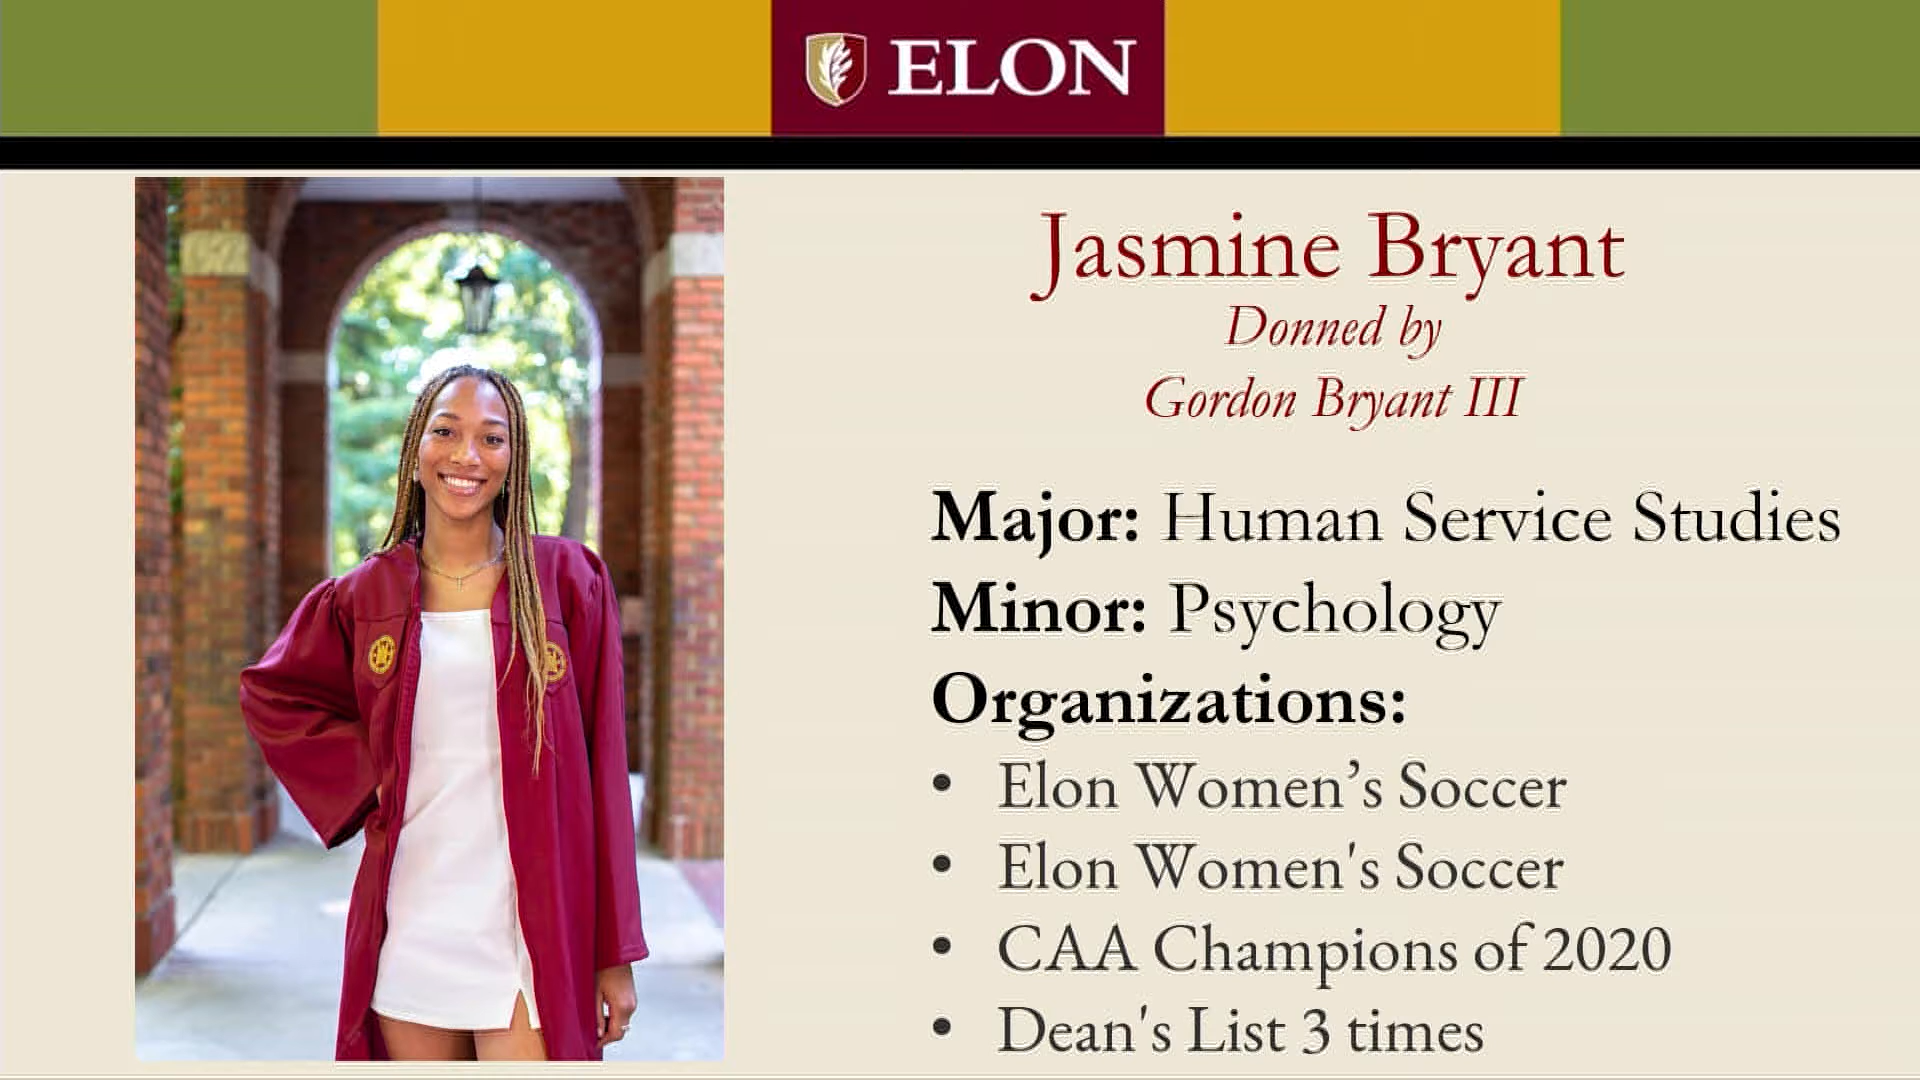 ELON
Jasmine Bryant
Donned by
Gordon Bryant III
Major: Human Service Studies
Minor: Psychology
Organizations:
• Elon Women’s Soccer
• Elon Women's Soccer
• CAA Champions of 2020
• Dean's List 3 times